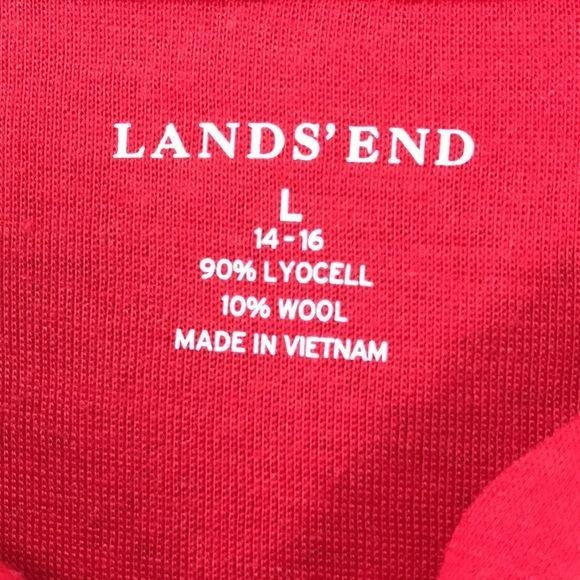 LANDS' END
L
14 - 16
90% LYOCELL
10% WOOL
MADE IN VIETNAM